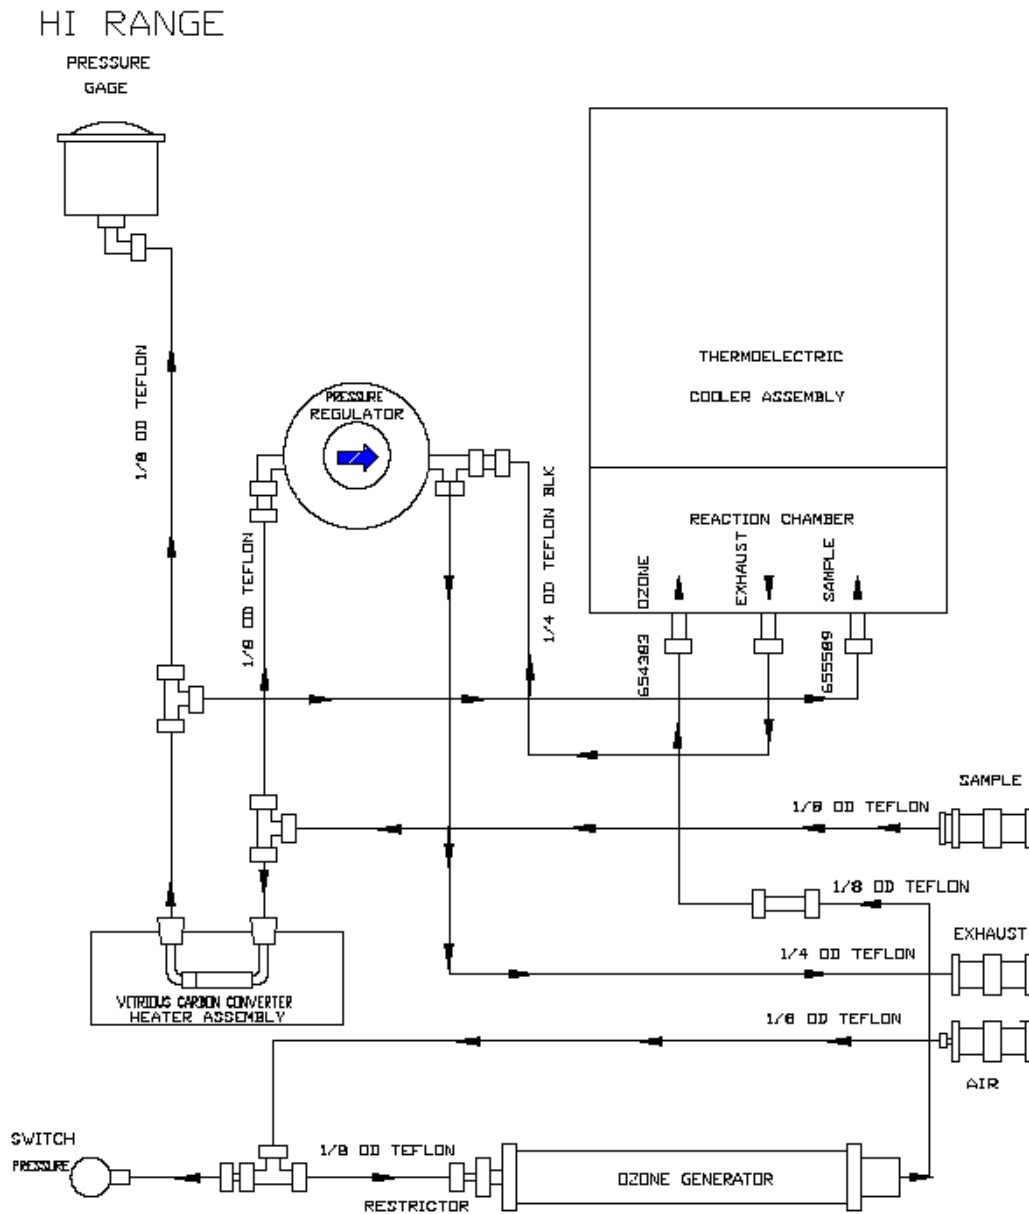 HI RANGE
PRESSURE
GAGE
1/8 OD TEFLON
PRESSURE
REGULATOR
1/8 OD TEFLON
1/4 OD TEFLON BLK
THERMOELECTRIC
COOLER ASSEMBLY
REACTION CHAMBER
OZONE
EXHAUST
SAMPLE
654383
655589
SAMPLE
1/8 OD TEFLON
1/8 OD TEFLON
EXHAUST
1/4 OD TEFLON
VITRIOUS CARBON CONVERTER
HEATER ASSEMBLY
1/8 OD TEFLON
AIR
SWITCH
PRESSURE
1/8 OD TEFLON
RESTRICTOR
OZONE GENERATOR